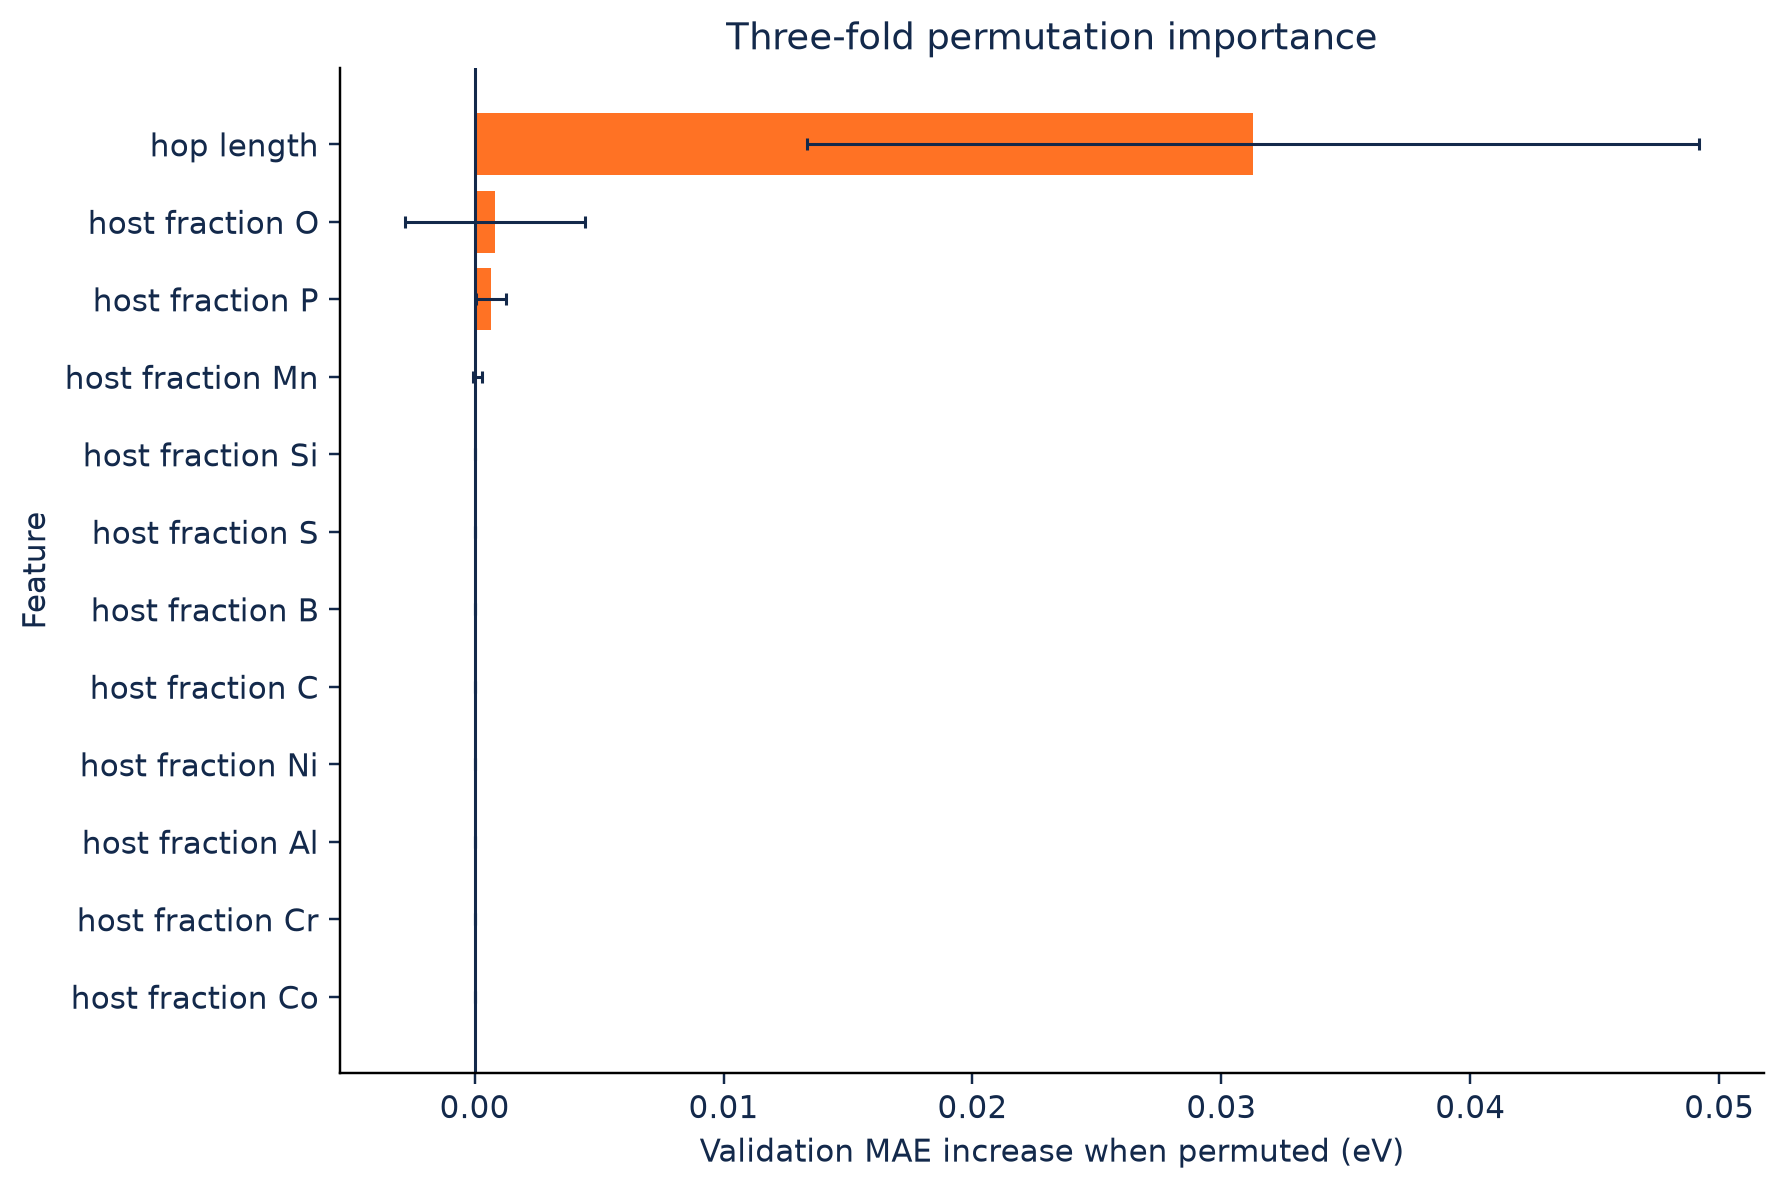 Three-fold permutation importance
hop length
host fraction O
host fraction P
host fraction Mn
host fraction Si
host fraction S
host fraction B
host fraction C
host fraction Ni
host fraction Al
host fraction Cr
host fraction Co
Feature
0.00 0.01 0.02 0.03 0.04 0.05
Validation MAE increase when permuted (eV)